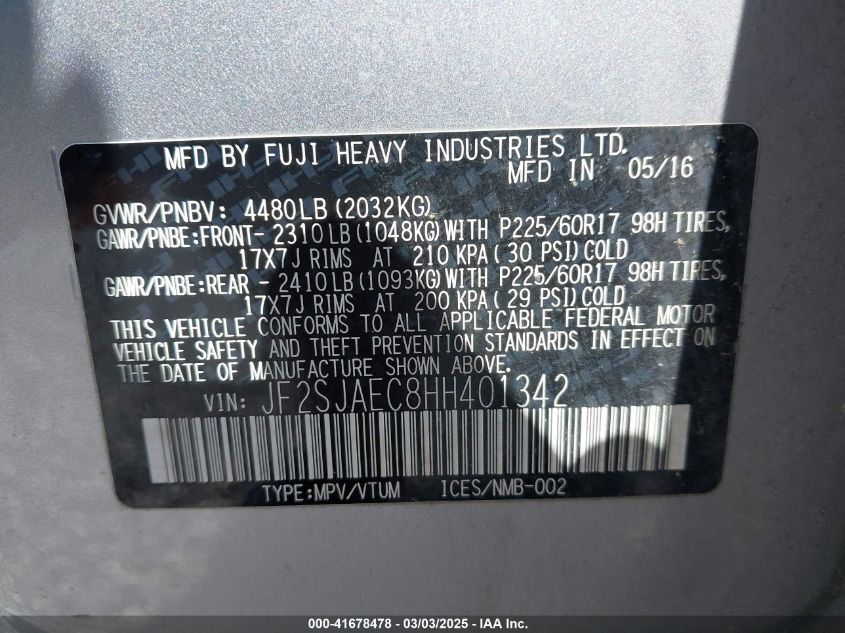 MFD BY FUJI HEAVY INDUSTRIES LTD.
MFD IN 05/16
GVWR/PNBV: 4480LB (2032KG)
GAWR/PNBE:FRONT- 2310LB (1048KG) WITH P225/60R17 98H TIRES,
17X7J RIMS AT 210 KPA (30 PSI) COLD
GAWR/PNBE:REAR - 2410LB (1093KG) WITH P225/60R17 98H TIRES,
17X7J RIMS AT 200 KPA (29 PSI) COLD
THIS VEHICLE CONFORMS TO ALL APPLICABLE FEDERAL MOTOR
VEHICLE SAFETY AND THEFT PREVENTION STANDARDS IN EFFECT ON
THE DATE OF MANUFACTURE SHOWN ABOVE.
VIN: JF2SJAEC8HH401342
TYPE:MPV/VTUM ICES/NMB-002
000-41678478 - 03/03/2025 - IAA Inc.